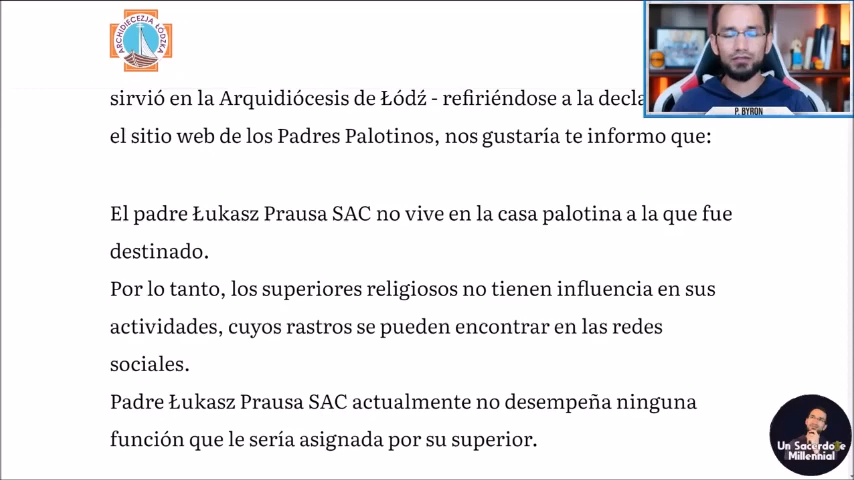 ARCHIDIECEZJA ŁÓDZKA
sirvió en la Arquidiócesis de Łódź - refiriéndose a la
el sitio web de los Padres Palotinos, nos gustaría te informo que:
El padre Łukasz Prausa SAC no vive en la casa palotina a la que fue
destinado.
Por lo tanto, los superiores religiosos no tienen influencia en sus
actividades, cuyos rastros se pueden encontrar en las redes
sociales.
Padre Łukasz Prausa SAC actualmente no desempeña ninguna
función que le sería asignada por su superior.
P. BYRON
Un Sacerdote
Millennial